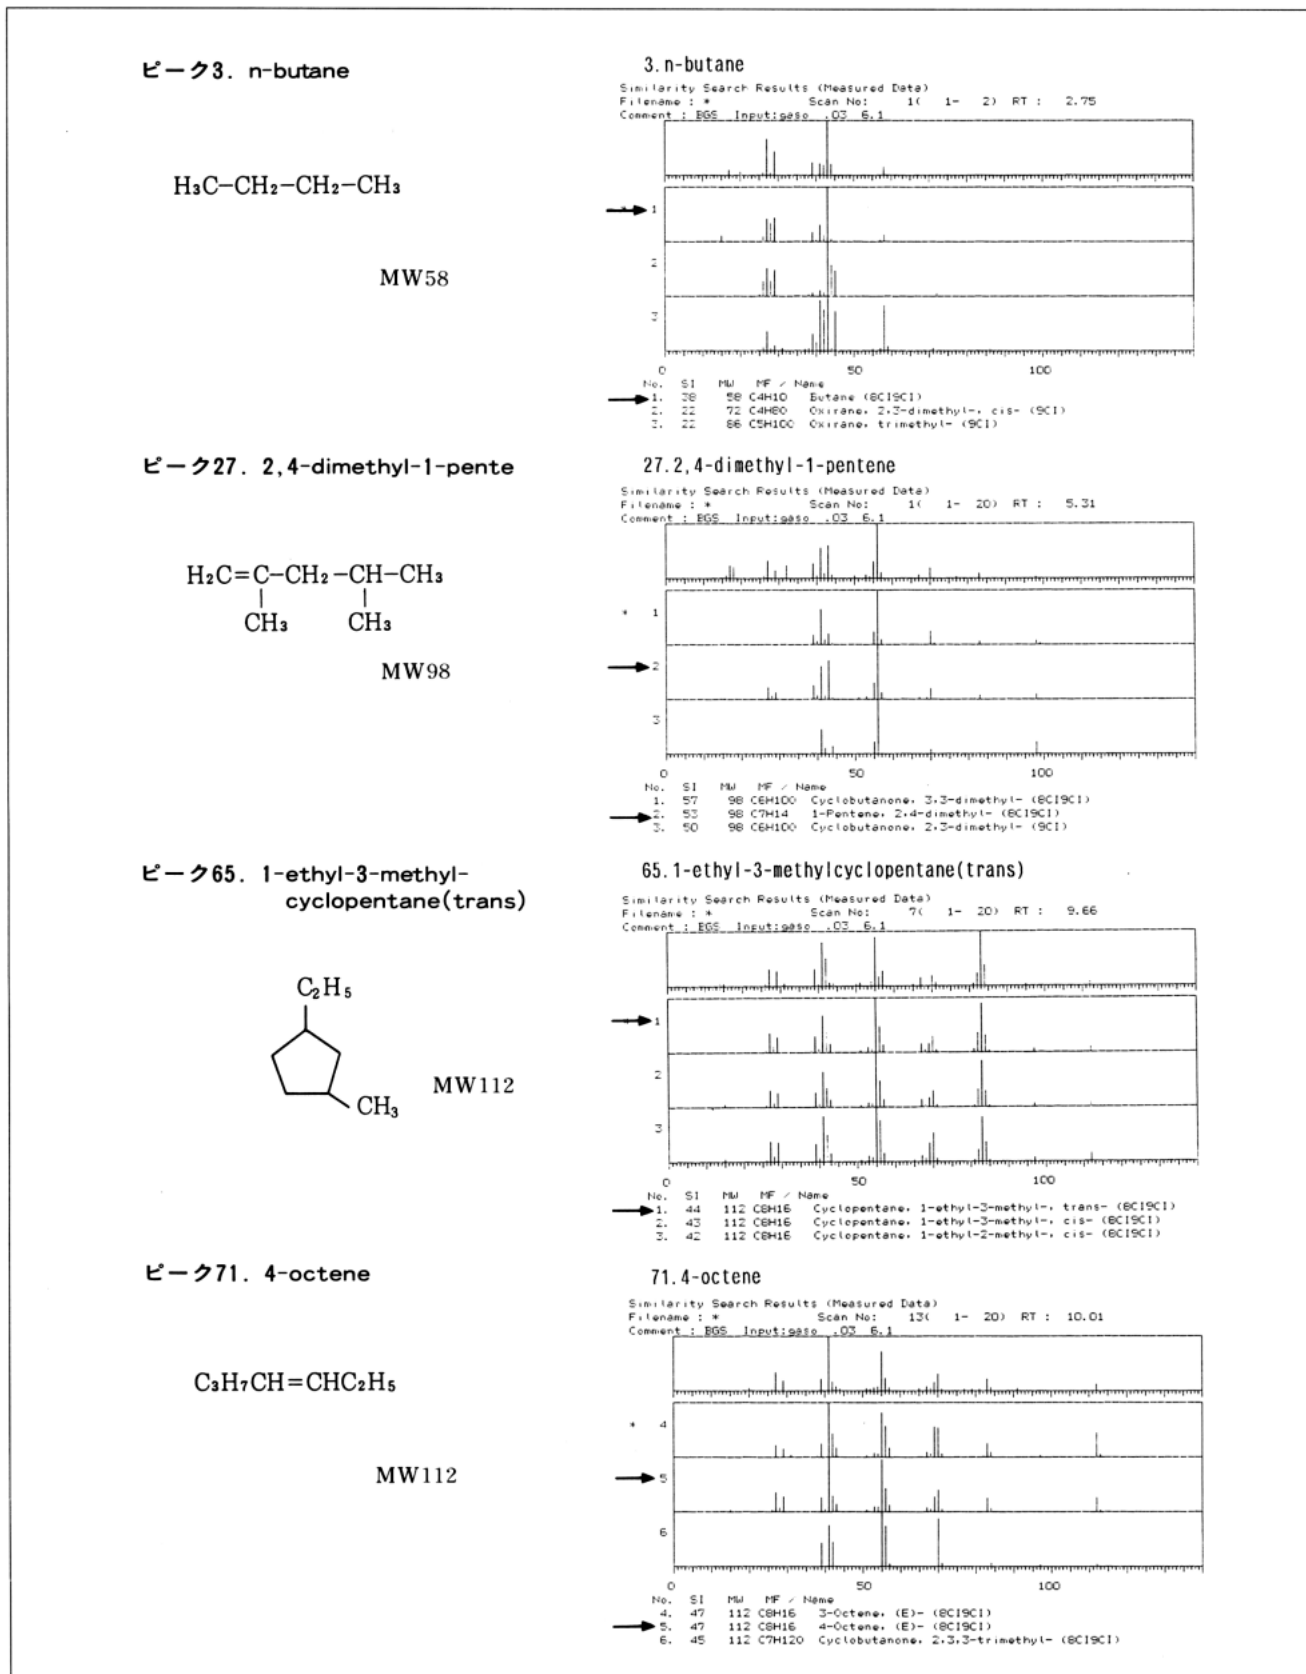 ピーク3. n-butane
H₃C-CH₂-CH₂-CH₃
MW58
3.n-butane
Similarity Search Results (Measured Data)
Filename : * Scan No: 1( 1- 2) RT : 2.75
Comment : BGS Input:gaso .03 6.1
* 1
2
3
0 50 100
No. SI MW MF / Name
1. 38 58 C4H10 Butane (8CI9CI)
2. 22 72 C4H8O Oxirane, 2,3-dimethyl-, cis- (9CI)
3. 22 86 C5H10O Oxirane, trimethyl- (9CI)
ピーク27. 2,4-dimethyl-1-pente
H₂C=C-CH₂-CH-CH₃
CH₃ CH₃
MW98
27.2,4-dimethyl-1-pentene
Similarity Search Results (Measured Data)
Filename : * Scan No: 1( 1- 20) RT : 5.31
Comment : BGS Input:gaso .03 6.1
* 1
2
3
0 50 100
No. SI MW MF / Name
1. 57 98 C6H10O Cyclobutanone, 3,3-dimethyl- (8CI9CI)
2. 53 98 C7H14 1-Pentene, 2,4-dimethyl- (8CI9CI)
3. 50 98 C6H10O Cyclobutanone, 2,3-dimethyl- (9CI)
ピーク65. 1-ethyl-3-methyl-
cyclopentane(trans)
C₂H₅
CH₃
MW112
65.1-ethyl-3-methylcyclopentane(trans)
Similarity Search Results (Measured Data)
Filename : * Scan No: 7( 1- 20) RT : 9.66
Comment : BGS Input:gaso .03 6.1
1
2
3
0 50 100
No. SI MW MF / Name
1. 44 112 C8H16 Cyclopentane, 1-ethyl-3-methyl-, trans- (8CI9CI)
2. 43 112 C8H16 Cyclopentane, 1-ethyl-3-methyl-, cis- (8CI9CI)
3. 42 112 C8H16 Cyclopentane, 1-ethyl-2-methyl-, cis- (8CI9CI)
ピーク71. 4-octene
C₃H₇CH=CHC₂H₅
MW112
71.4-octene
Similarity Search Results (Measured Data)
Filename : * Scan No: 13( 1- 20) RT : 10.01
Comment : BGS Input:gaso .03 6.1
* 4
5
6
0 50 100
No. SI MW MF / Name
4. 47 112 C8H16 3-Octene, (E)- (8CI9CI)
5. 47 112 C8H16 4-Octene, (E)- (8CI9CI)
6. 45 112 C7H12O Cyclobutanone, 2,3,3-trimethyl- (8CI9CI)